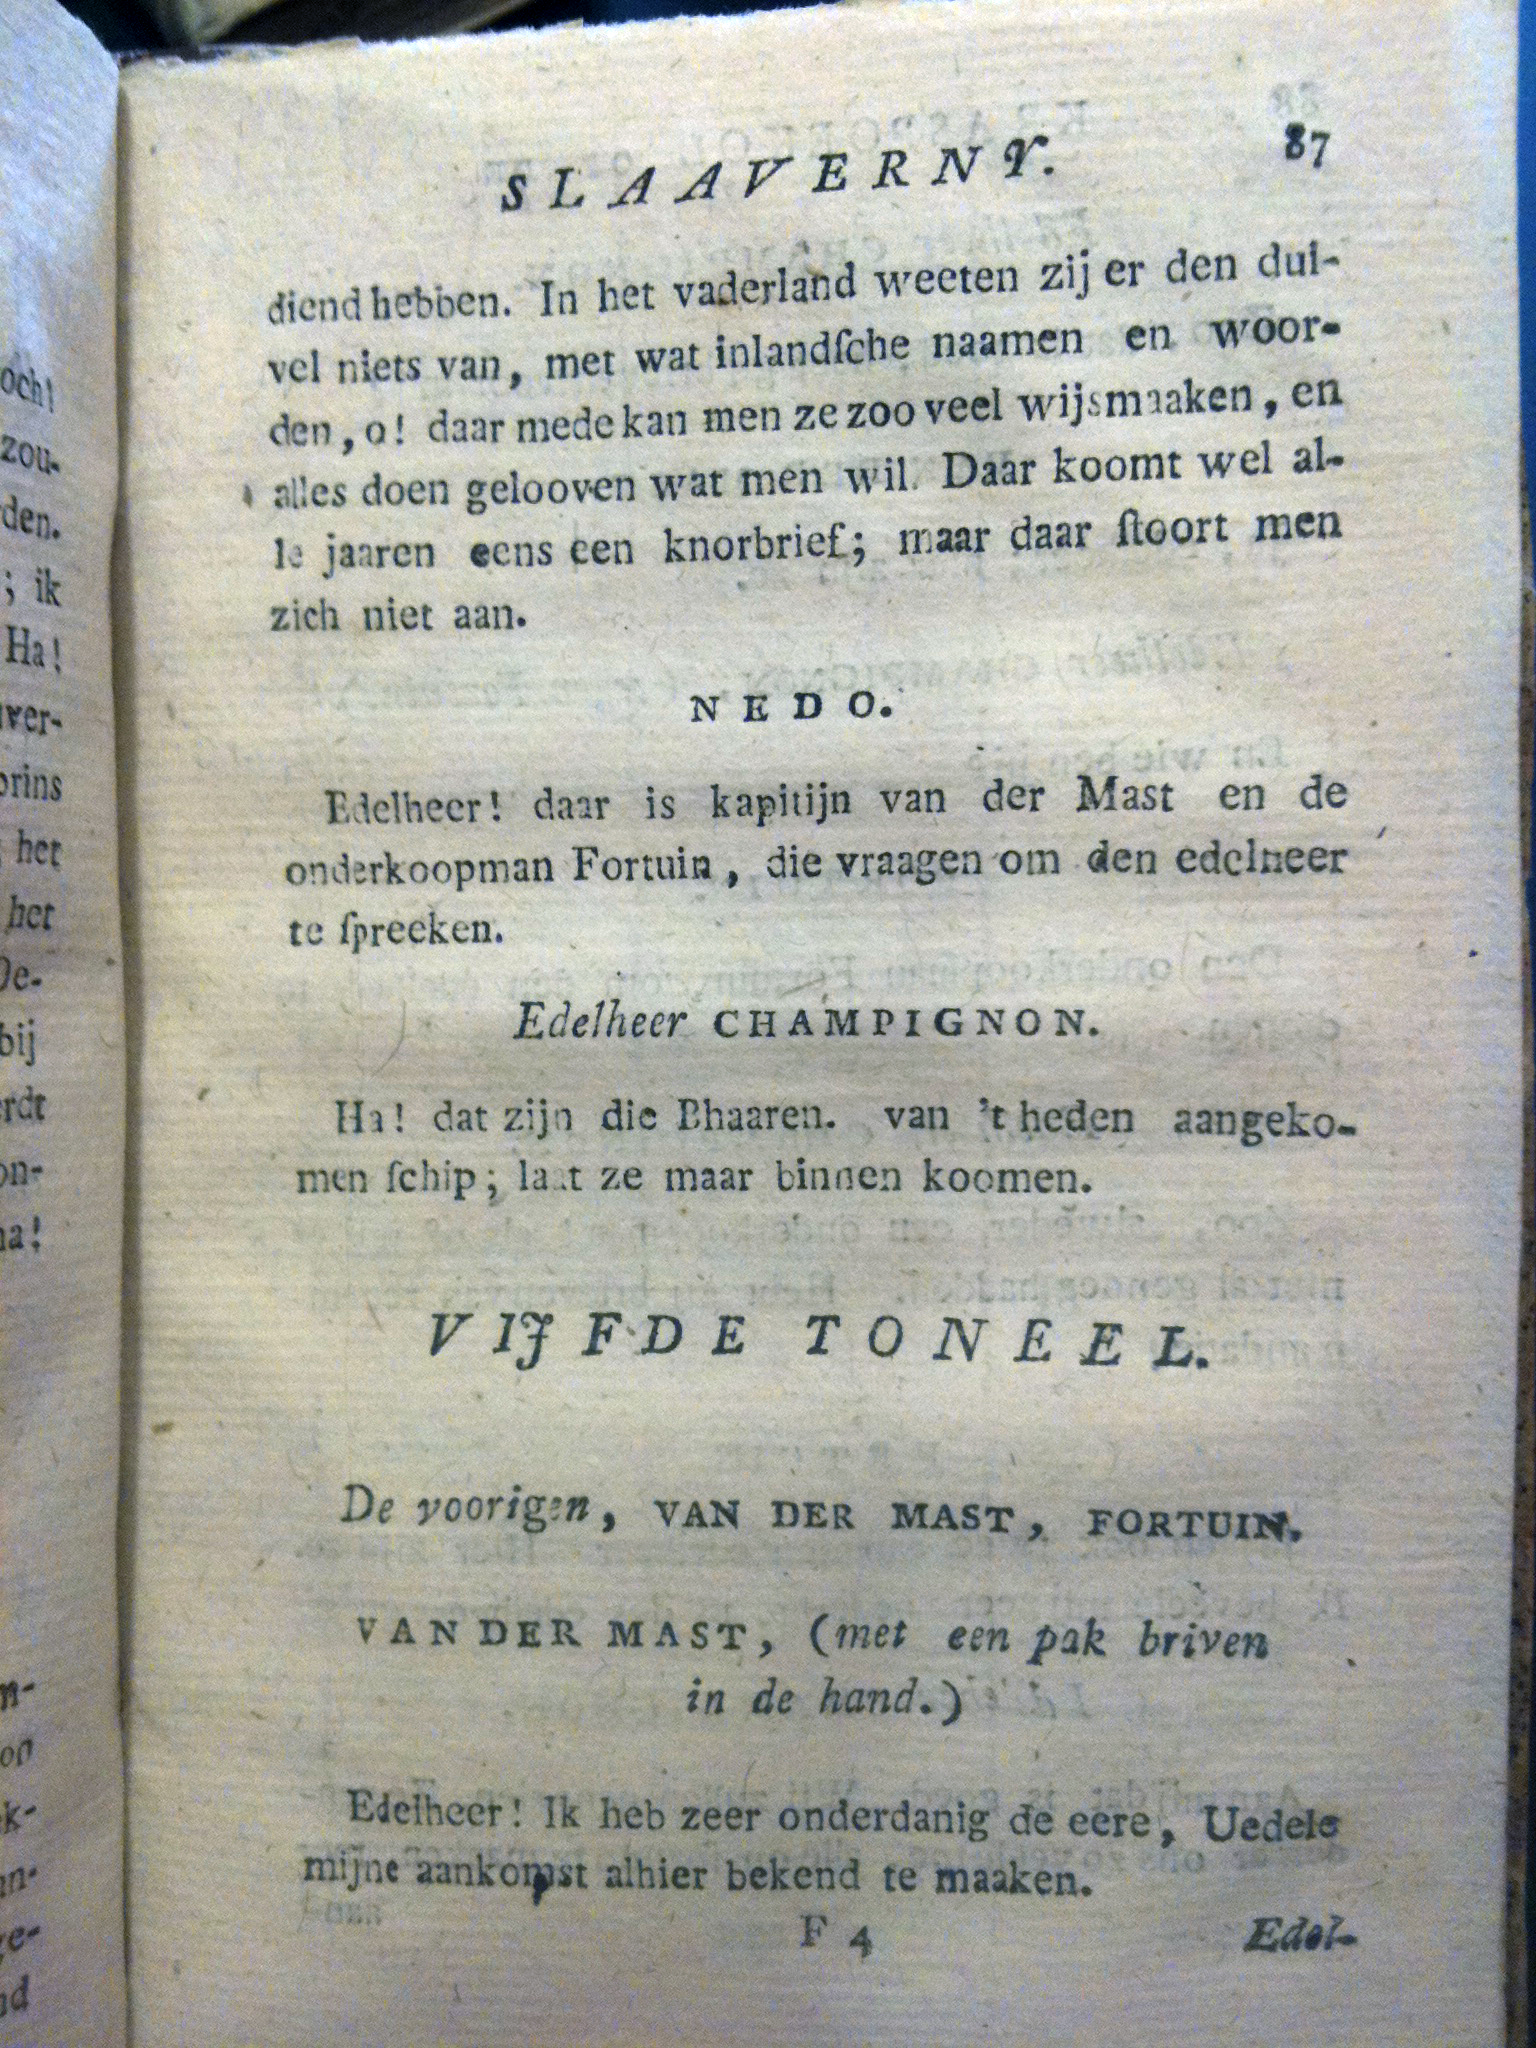 SLAAVERNY. 87
diend hebben. In het vaderland weeten zij er den dui-
vel niets van, met wat inlandſche naamen en woor-
den, o! daar mede kan men ze zoo veel wijsmaaken, en
alles doen gelooven wat men wil. Daar koomt wel al-
le jaaren eens een knorbrief; maar daar ſtoort men
zich niet aan.
NEDO.
Edelheer! daar is kapitijn van der Mast en de
onderkoopman Fortuin, die vraagen om den edelheer
te ſpreeken.
Edelheer CHAMPIGNON.
Ha! dat zijn die Bhaaren. van 't heden aangeko-
men ſchip; laat ze maar binnen koomen.
VIJFDE TONEEL.
De voorigen, VAN DER MAST, FORTUIN.
VAN DER MAST, (met een pak briven
in de hand.)
Edelheer! Ik heb zeer onderdanig de eere, Uedele
mijne aankompst alhier bekend te maaken.
F 4 Edel-